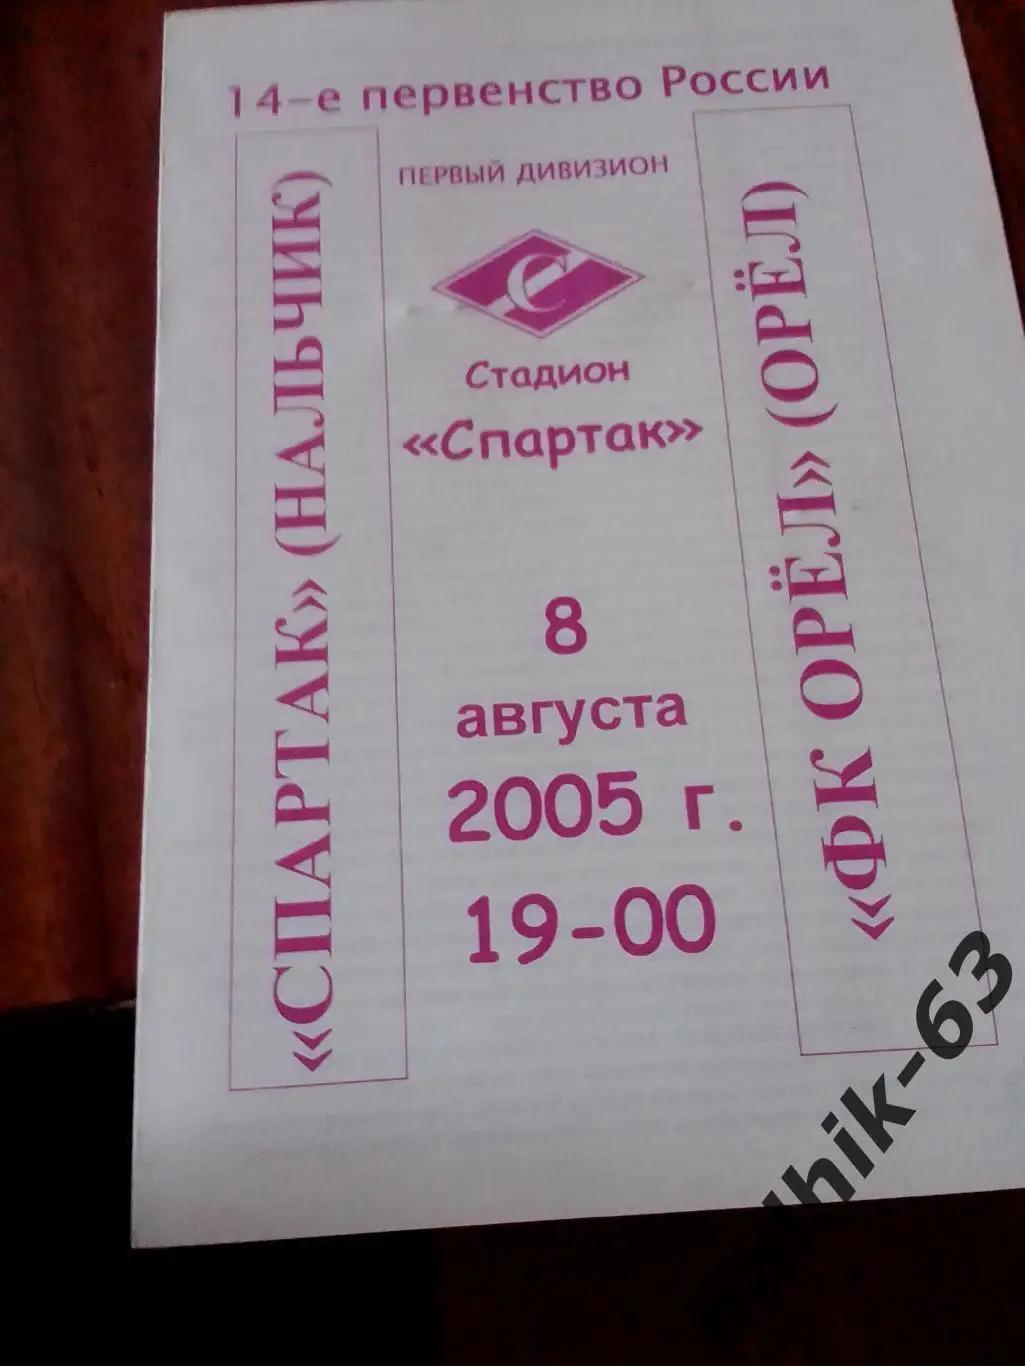 14-е первенство России
«СПАРТАК» (НАЛЬЧИК)
ПЕРВЫЙ ДИВИЗИОН
С
Стадион
«Спартак»
8
августа
2005 г.
19-00
«ФК ОРЁЛ» (ОРЁЛ)